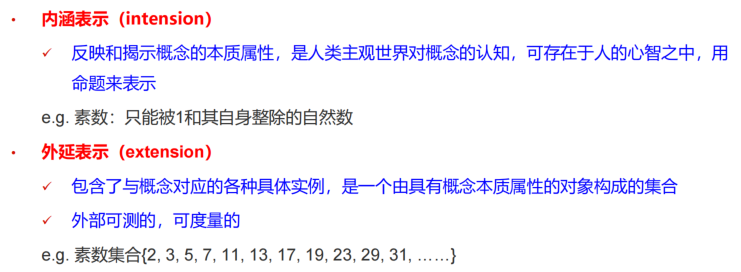 • 内涵表示（intension）
✓ 反映和揭示概念的本质属性，是人类主观世界对概念的认知，可存在于人的心智之中，用
命题来表示
e.g. 素数：只能被1和其自身整除的自然数
• 外延表示（extension）
✓ 包含了与概念对应的各种具体实例，是一个由具有概念本质属性的对象构成的集合
✓ 外部可测的，可度量的
e.g. 素数集合{2, 3, 5, 7, 11, 13, 17, 19, 23, 29, 31, ……}